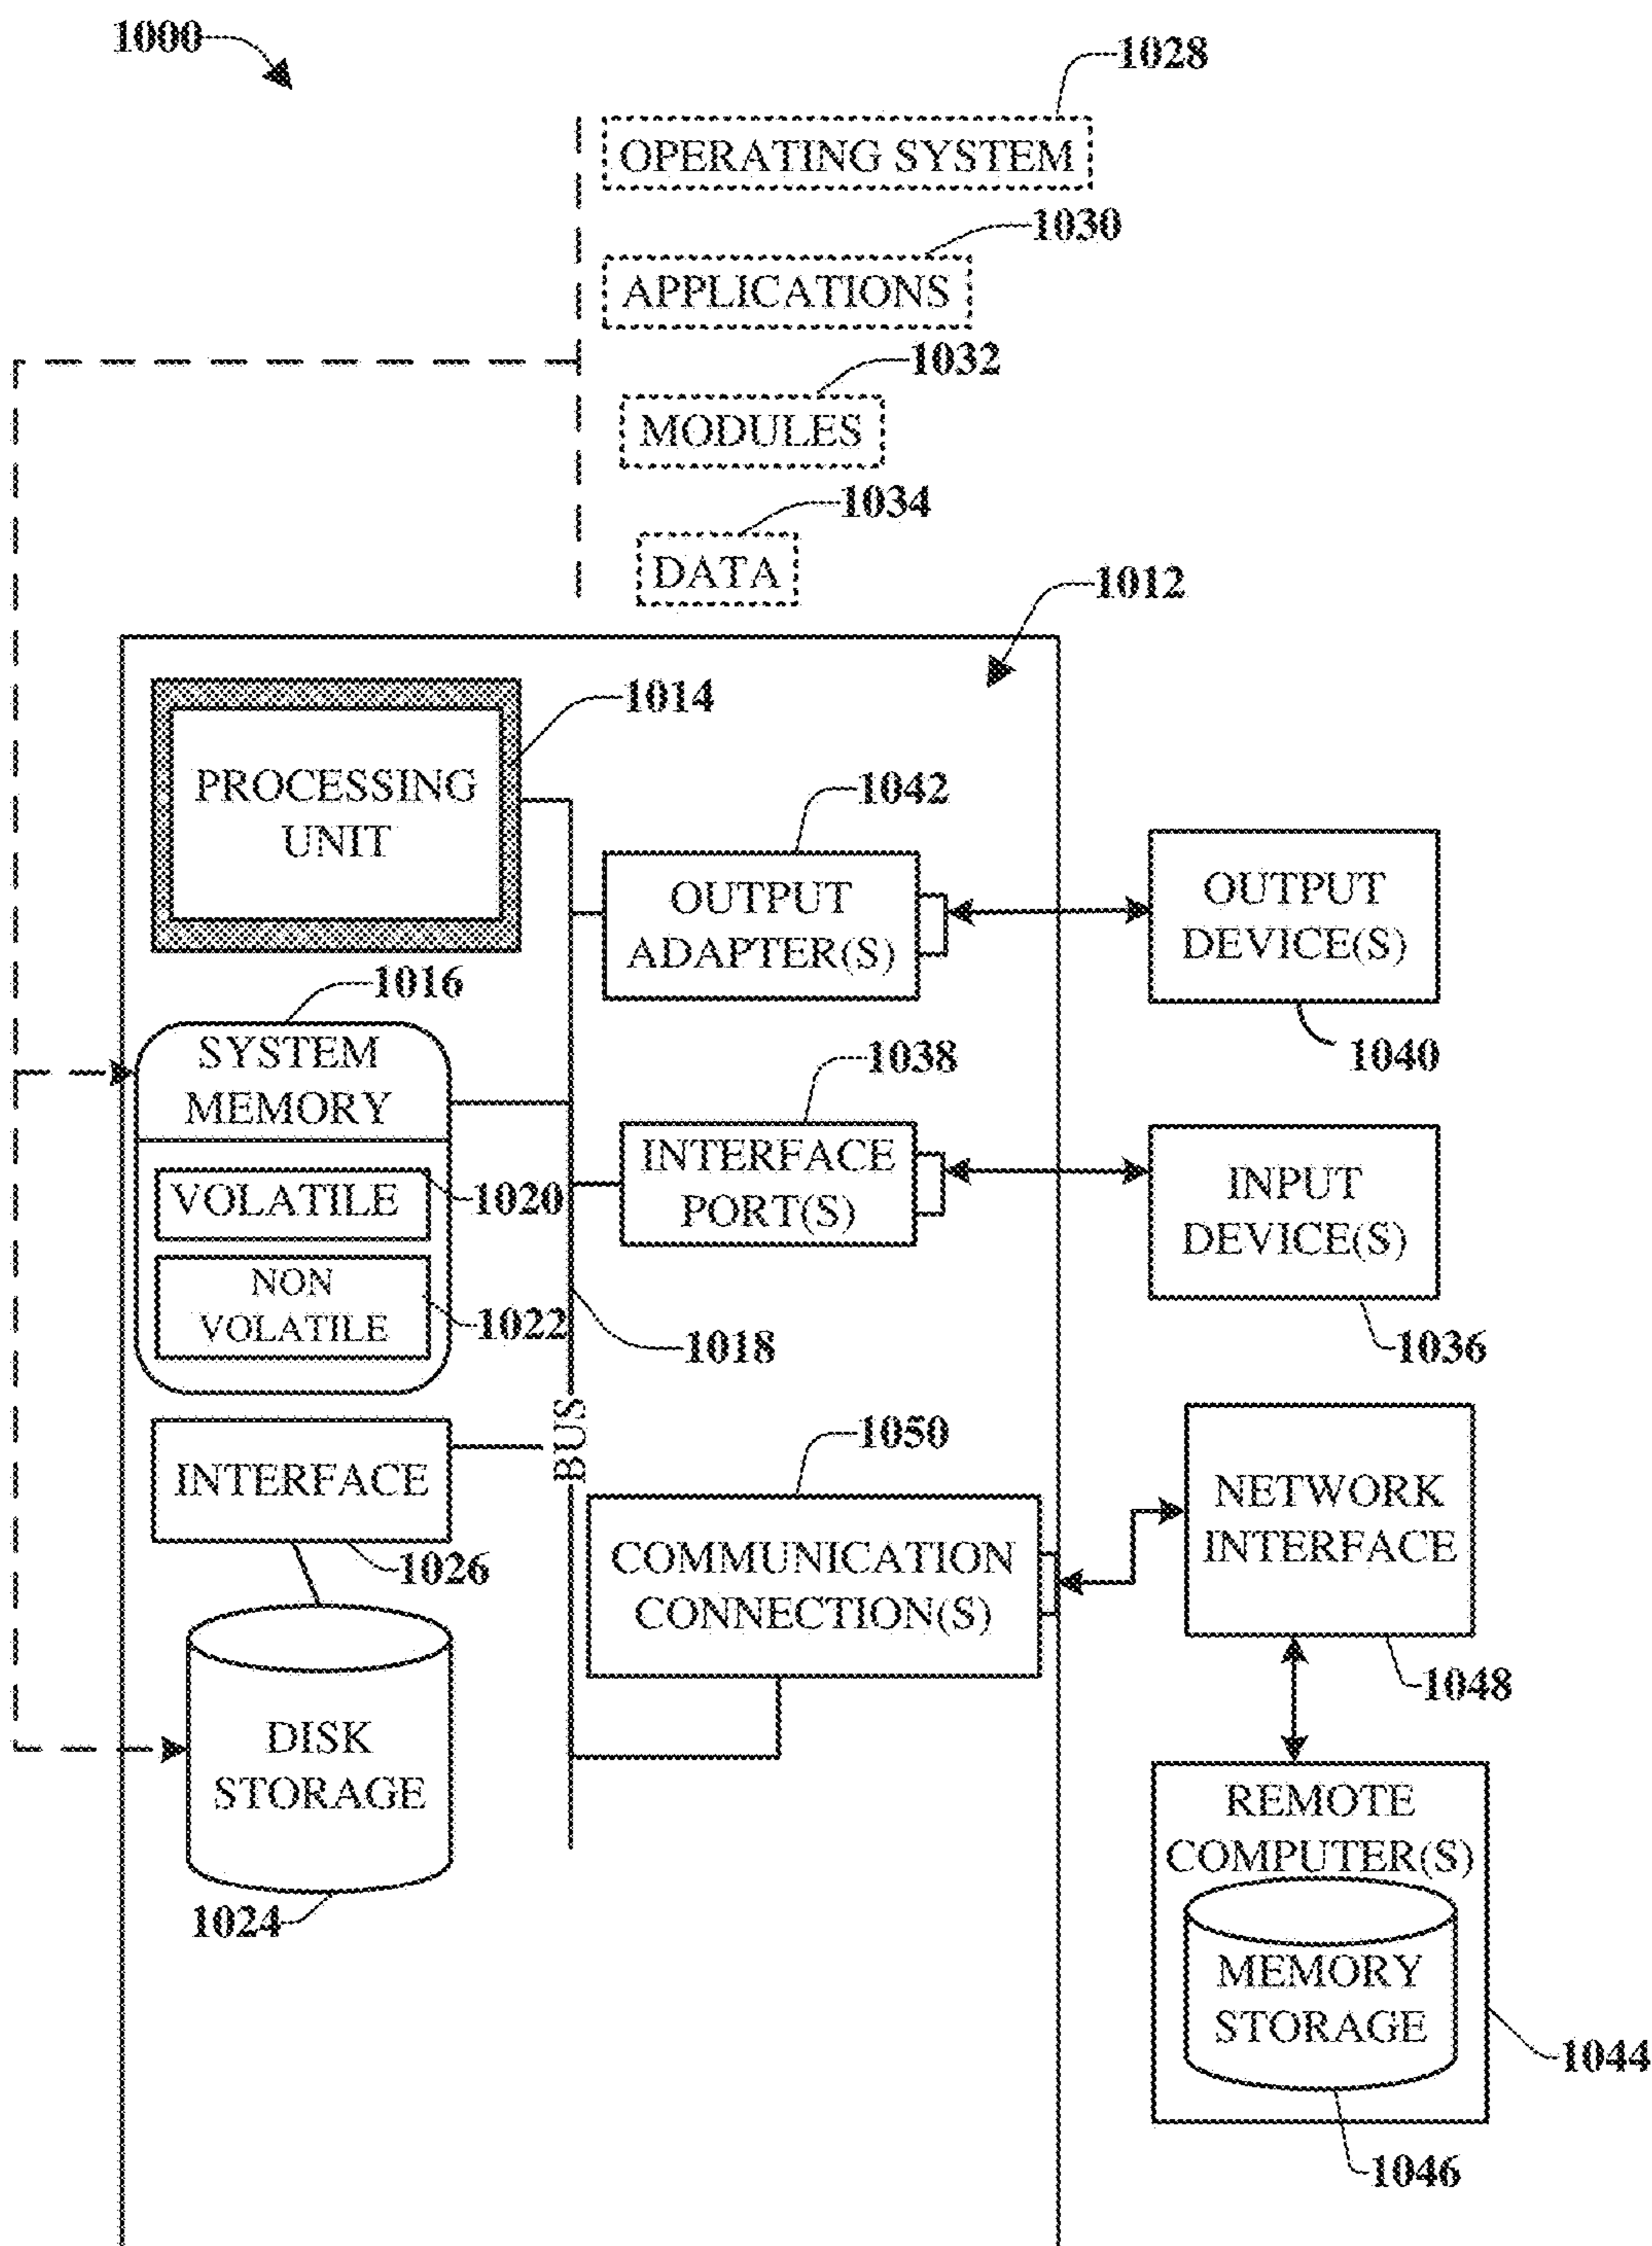 1000
1028
OPERATING SYSTEM
1030
APPLICATIONS
1032
MODULES
1034
DATA
1012
1014
PROCESSING
UNIT
1042
OUTPUT
ADAPTER(S)
OUTPUT
DEVICE(S)
1040
1016
SYSTEM
MEMORY
VOLATILE
1020
NON
VOLATILE
1022
1038
INTERFACE
PORT(S)
INPUT
DEVICE(S)
1036
1018
BUS
INTERFACE
1026
1050
COMMUNICATION
CONNECTION(S)
NETWORK
INTERFACE
1048
DISK
STORAGE
1024
REMOTE
COMPUTER(S)
MEMORY
STORAGE
1044
1046